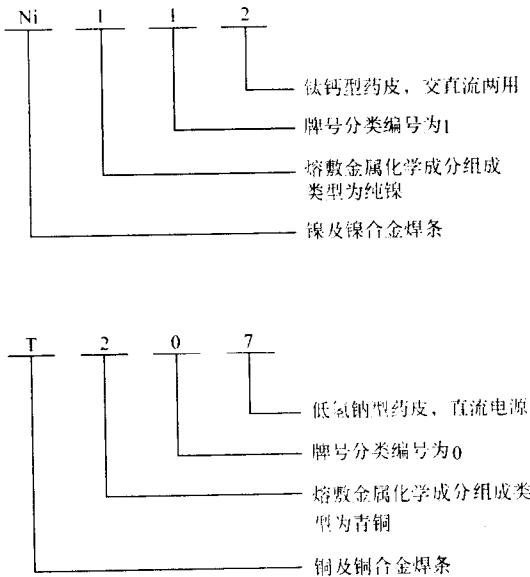 Ni 1 1 2
钛钙型药皮，交直流两用
牌号分类编号为1
熔敷金属化学成分组成
类型为纯镍
镍及镍合金焊条
T 2 0 7
低氢钠型药皮，直流电源
牌号分类编号为0
熔敷金属化学成分组成类
型为青铜
铜及铜合金焊条